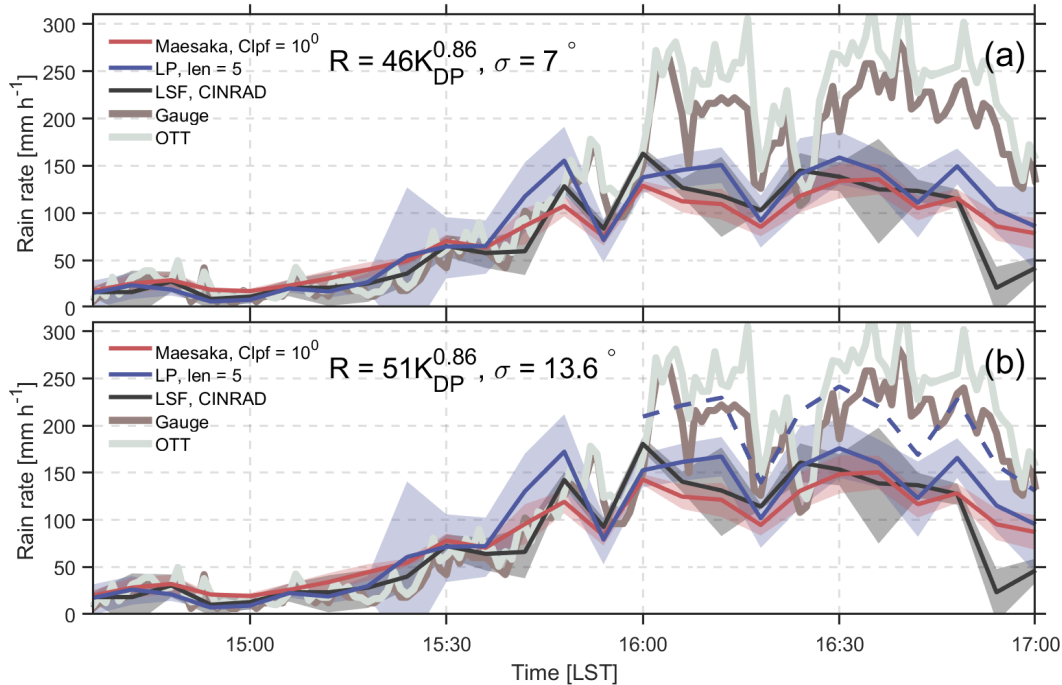 300
250
200
150
100
50
0
Rain rate [mm h⁻¹]
Maesaka, Clpf = 10⁰
LP, len = 5
LSF, CINRAD
Gauge
OTT
R = 46K_DP^0.86, σ = 7 °
(a)
300
250
200
150
100
50
0
Rain rate [mm h⁻¹]
Maesaka, Clpf = 10⁰
LP, len = 5
LSF, CINRAD
Gauge
OTT
R = 51K_DP^0.86, σ = 13.6 °
(b)
15:00 15:30 16:00 16:30 17:00
Time [LST]